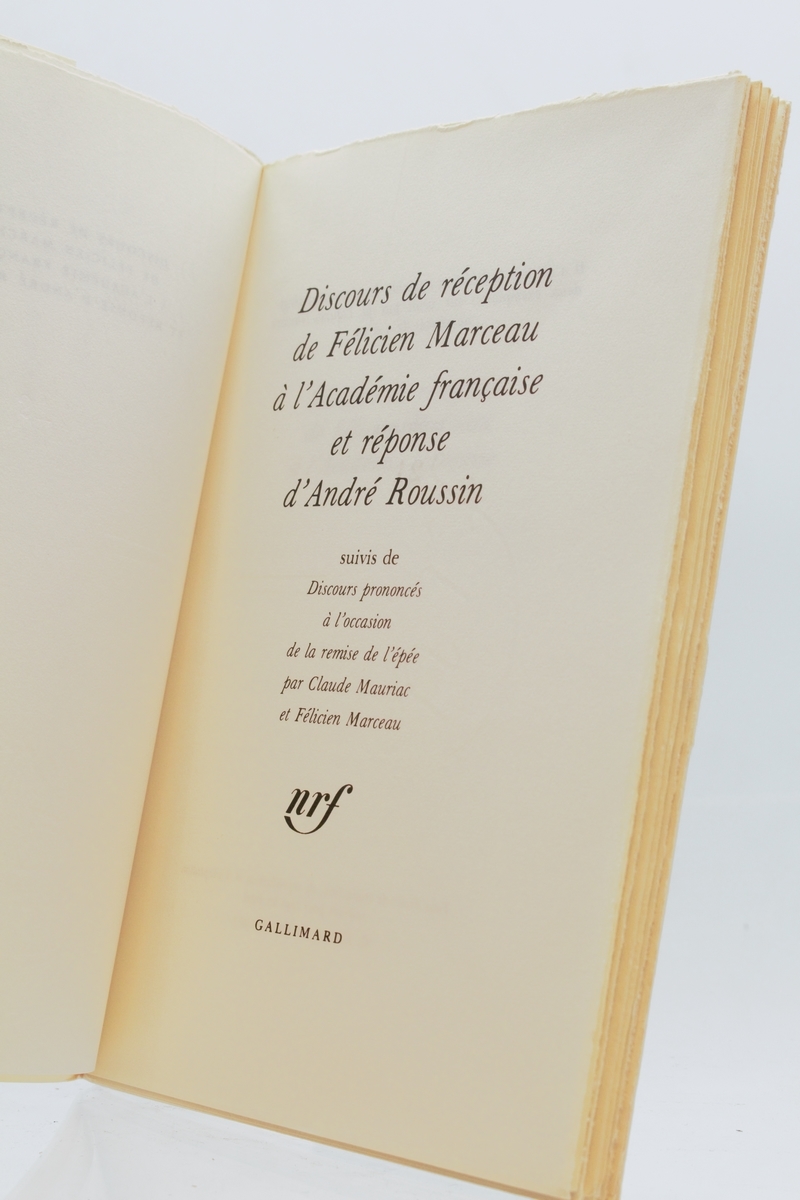 Discours de réception
de Félicien Marceau
à l'Académie française
et réponse
d'André Roussin
suivis de
Discours prononcés
à l'occasion
de la remise de l'épée
par Claude Mauriac
et Félicien Marceau
nrf
GALLIMARD